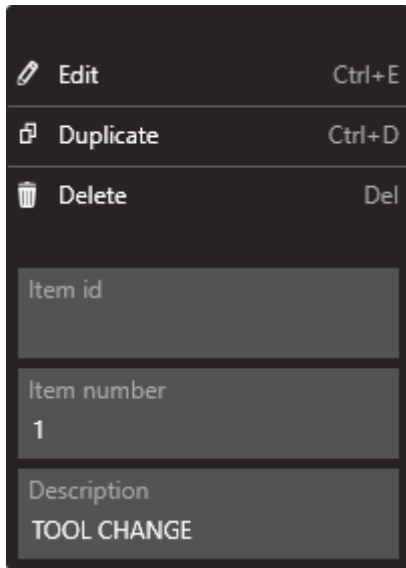 Edit Ctrl+E
Duplicate Ctrl+D
Delete Del
Item id
Item number
1
Description
TOOL CHANGE